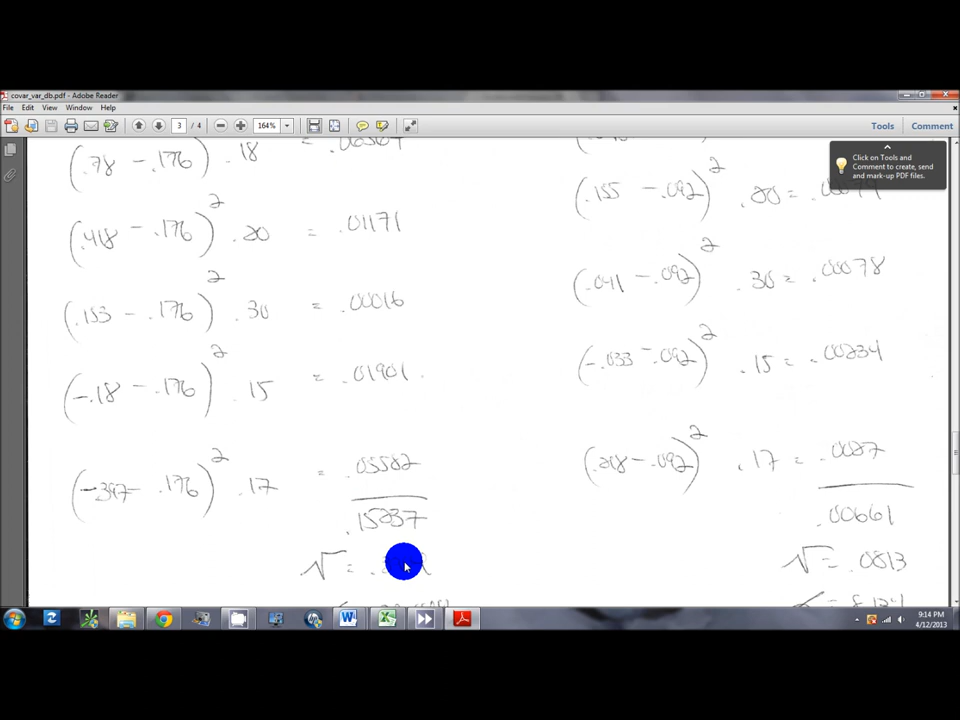 covar_var_db.pdf - Adobe Reader
File Edit View Window Help
3 / 4 164% Tools Comment
Click on Tools and
Comment to create, send
and mark-up PDF files.
(.78 - .176) .18 = .06567
(.418 - .176)² .20 = .01171
(.153 - .176)² .30 = .00016
(-.18 - .176)² .15 = .01901
(-.397 - .176)² .17 = .05582
.15237
√ =
(.155 - .092)² .20 = .00079
(.041 - .092)² .30 = .00078
(-.033 - .092)² .15 = .00234
(.208 - .092)² .17 = .0027
.00661
√ = .0813
9:14 PM
4/12/2013